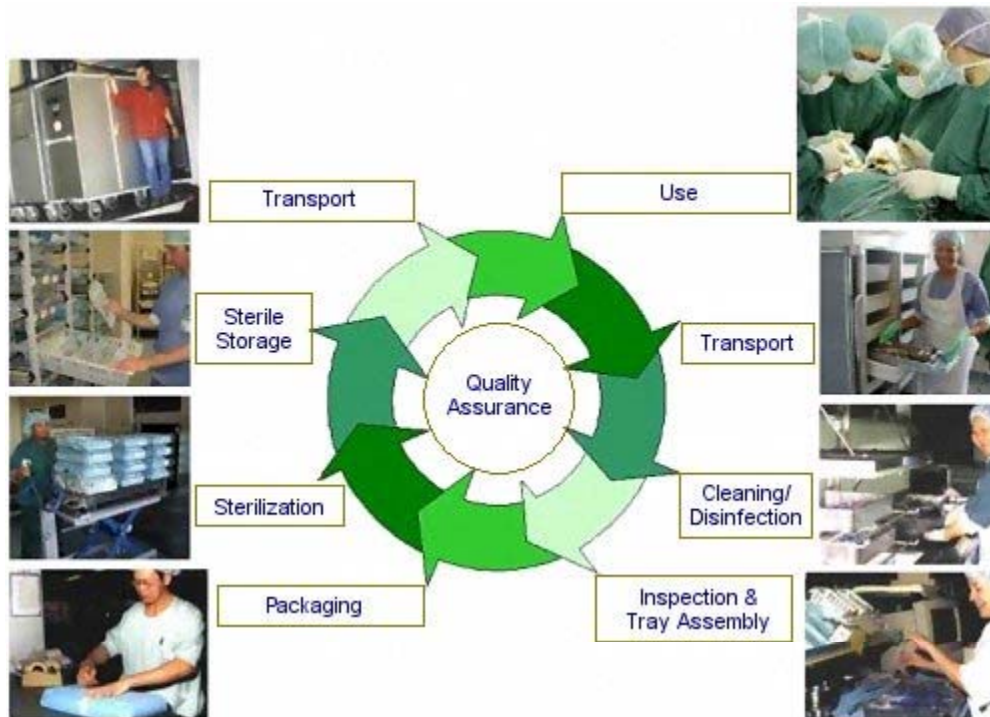 Transport
Use
Sterile
Storage
Transport
Quality
Assurance
Sterilization
Cleaning/
Disinfection
Packaging
Inspection &
Tray Assembly